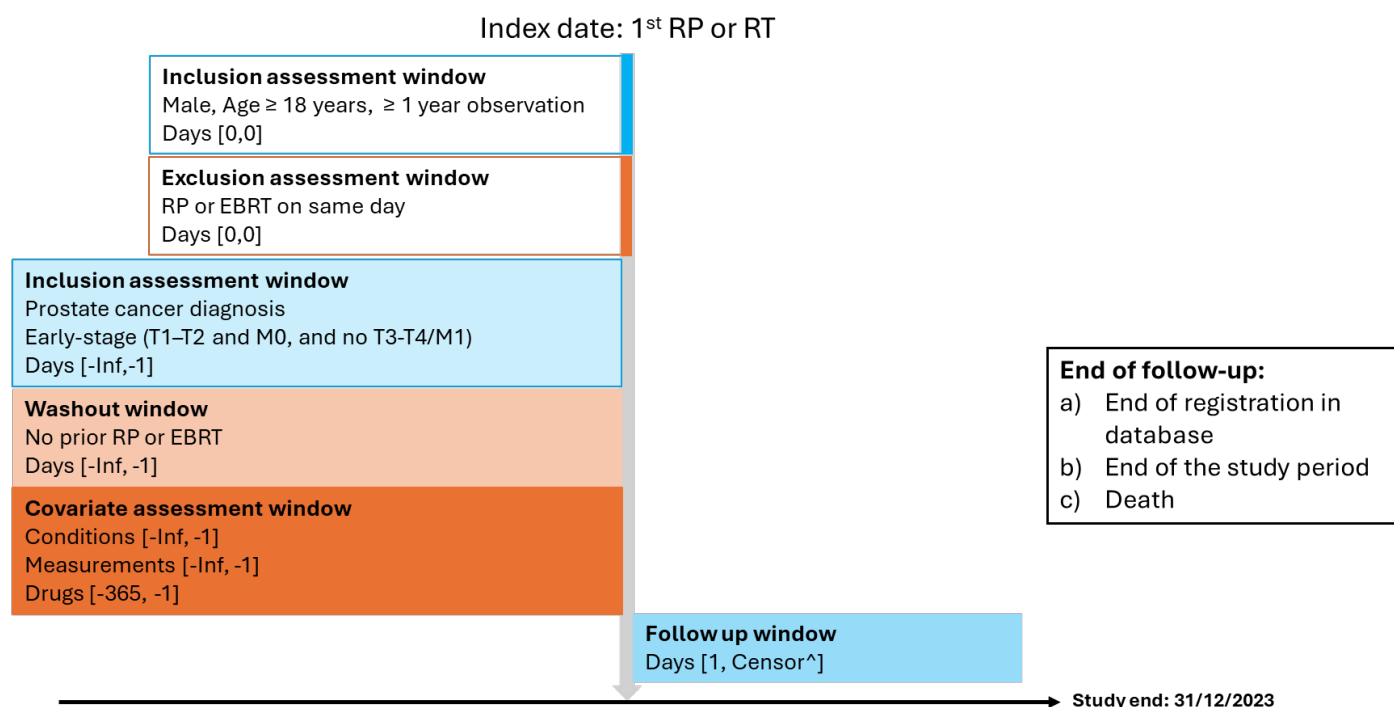 Index date: 1st RP or RT
Inclusion assessment window
Male, Age ≥ 18 years, ≥ 1 year observation
Days [0,0]
Exclusion assessment window
RP or EBRT on same day
Days [0,0]
Inclusion assessment window
Prostate cancer diagnosis
Early-stage (T1–T2 and M0, and no T3-T4/M1)
Days [-Inf,-1]
Washout window
No prior RP or EBRT
Days [-Inf, -1]
Covariate assessment window
Conditions [-Inf, -1]
Measurements [-Inf, -1]
Drugs [-365, -1]
End of follow-up:
a) End of registration in
database
b) End of the study period
c) Death
Follow up window
Days [1, Censor^]
Study end: 31/12/2023